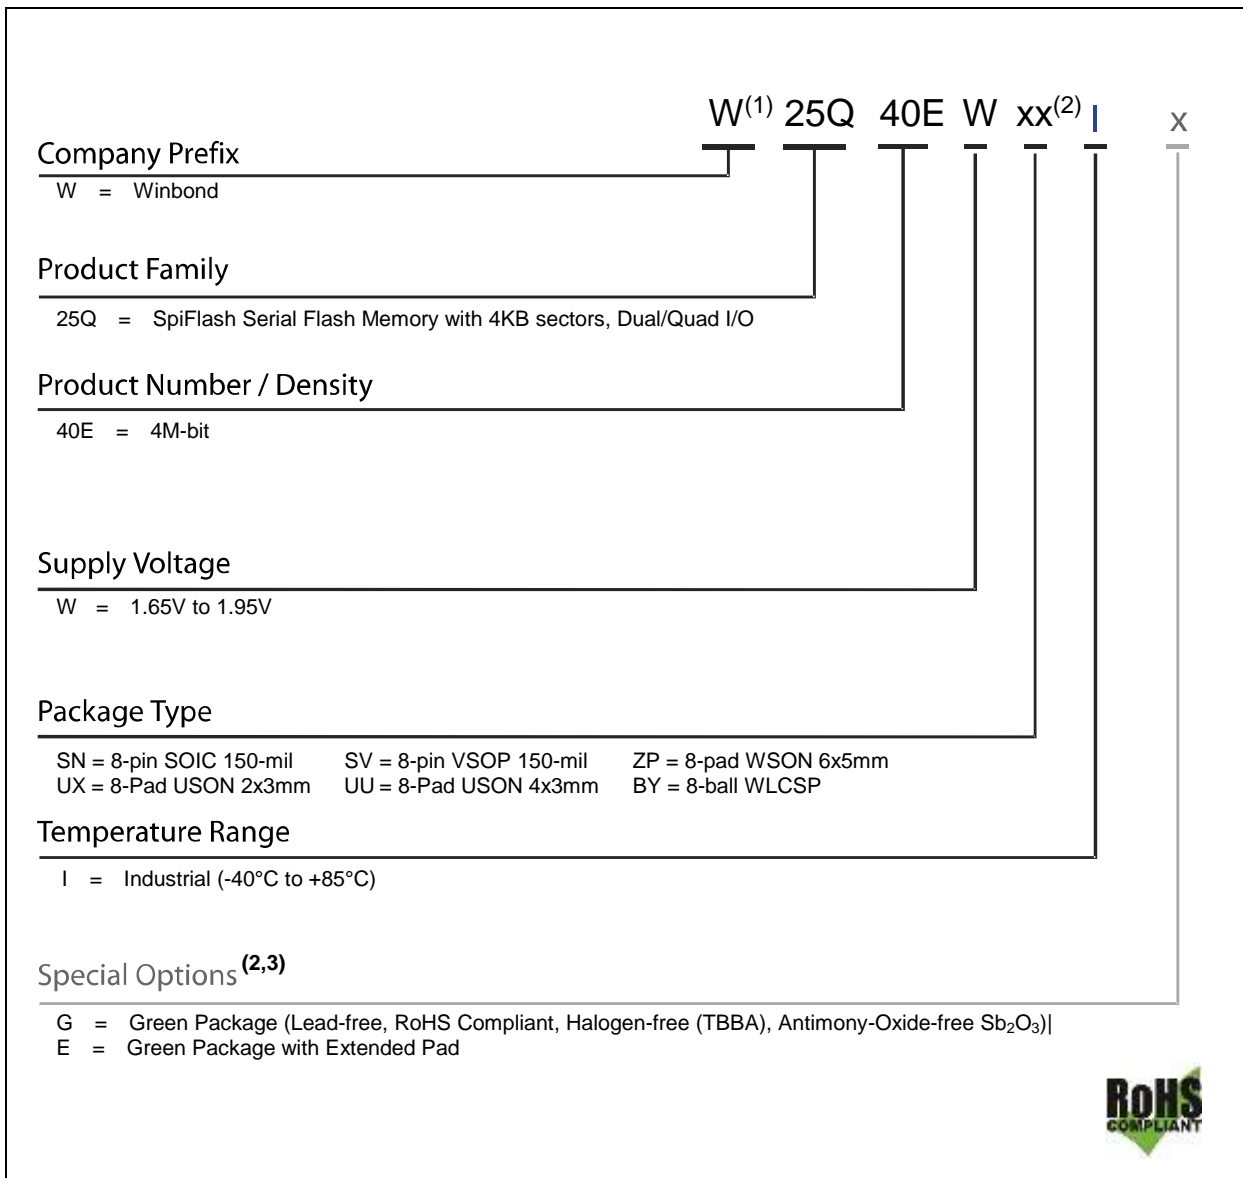 W(1) 25Q 40E W xx(2) I x
Company Prefix
W = Winbond
Product Family
25Q = SpiFlash Serial Flash Memory with 4KB sectors, Dual/Quad I/O
Product Number / Density
40E = 4M-bit
Supply Voltage
W = 1.65V to 1.95V
Package Type
SN = 8-pin SOIC 150-mil SV = 8-pin VSOP 150-mil ZP = 8-pad WSON 6x5mm
UX = 8-Pad USON 2x3mm UU = 8-Pad USON 4x3mm BY = 8-ball WLCSP
Temperature Range
I = Industrial (-40°C to +85°C)
Special Options (2,3)
G = Green Package (Lead-free, RoHS Compliant, Halogen-free (TBBA), Antimony-Oxide-free Sb₂O₃)|
E = Green Package with Extended Pad
RoHS
COMPLIANT